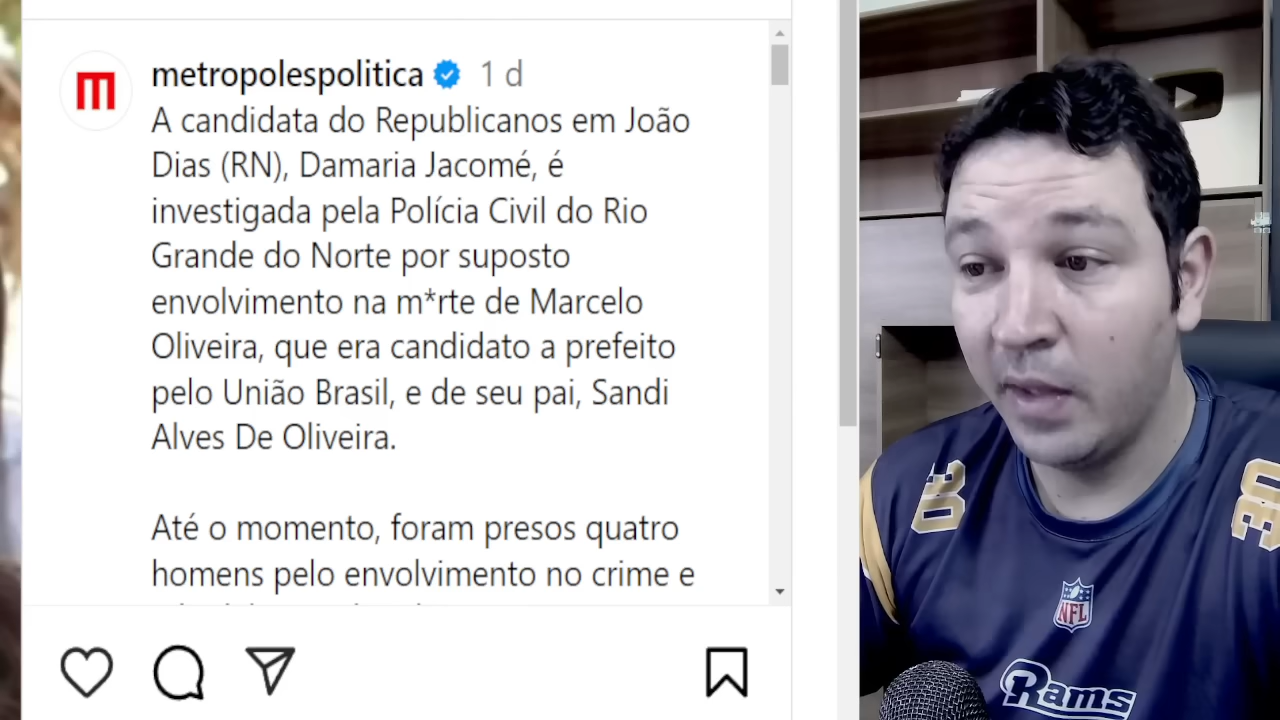 metropolespolitica 1 d
A candidata do Republicanos em João
Dias (RN), Damaria Jacomé, é
investigada pela Polícia Civil do Rio
Grande do Norte por suposto
envolvimento na m*rte de Marcelo
Oliveira, que era candidato a prefeito
pelo União Brasil, e de seu pai, Sandi
Alves De Oliveira.
Até o momento, foram presos quatro
homens pelo envolvimento no crime e
30
30
NFL
Rams